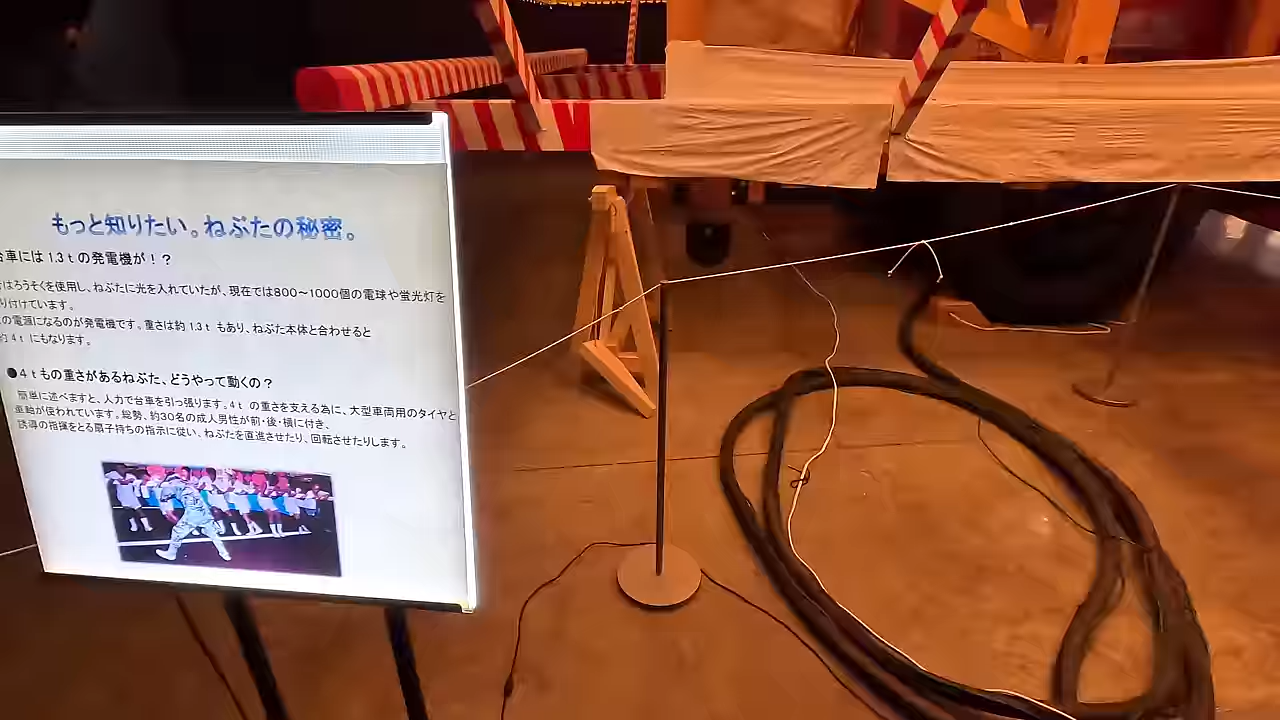 もっと知りたい。ねぶたの秘密。
台車には1.3tの発電機が!?
はろうそくを使用し、ねぶたに光を入れていたが、現在では800～1000個の電球や蛍光灯を
り付けています。
の電源になるのが発電機です。重さは約1.3t もあり、ねぶた本体と合わせると
約4t にもなります。
●4tもの重さがあるねぶた、どうやって動くの?
簡単に述べますと、人力で台車を引っ張ります。4t の重さを支える為に、大型車両用のタイヤと
車軸が使われています。総勢、約30名の成人男性が前・後・横に付き、
誘導の指揮をとる扇子持ちの指示に従い、ねぶたを直進させたり、回転させたりします。